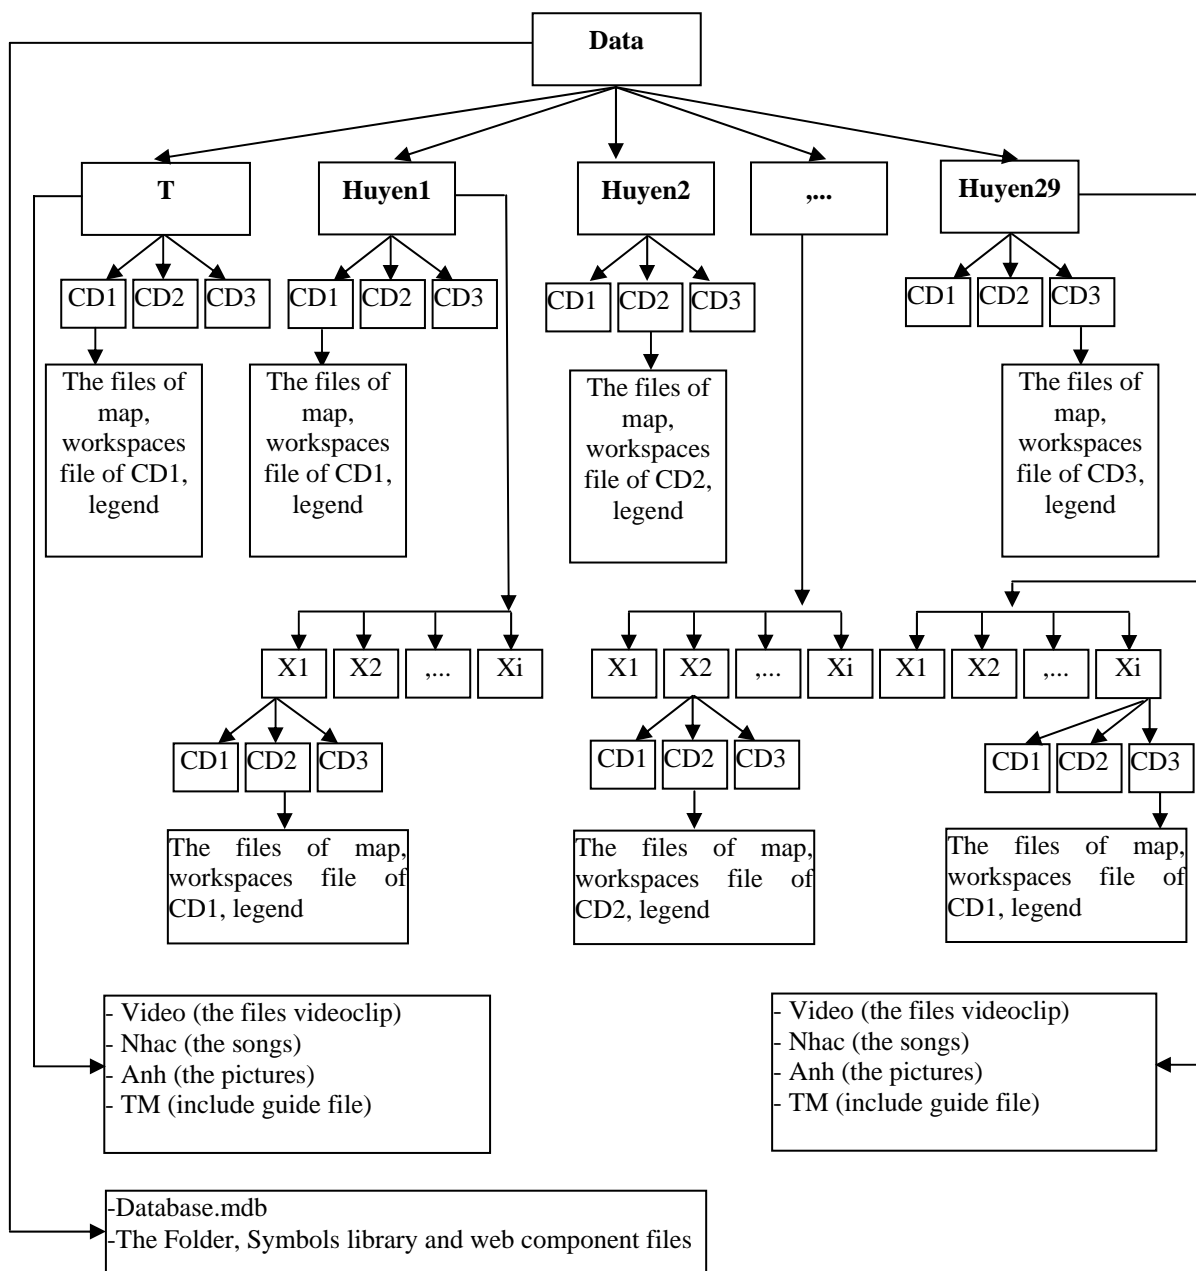 Data
T
Huyen1
Huyen2
,...
Huyen29
CD1
CD2
CD3
CD1
CD2
CD3
CD1
CD2
CD3
CD1
CD2
CD3
The files of
map,
workspaces
file of CD1,
legend
The files of
map,
workspaces
file of CD1,
legend
The files of
map,
workspaces
file of CD2,
legend
The files of
map,
workspaces
file of CD3,
legend
X1
X2
,...
Xi
X1
X2
,...
Xi
X1
X2
,...
Xi
CD1
CD2
CD3
CD1
CD2
CD3
CD1
CD2
CD3
The files of map,
workspaces file of
CD1, legend
The files of map,
workspaces file of
CD2, legend
The files of map,
workspaces file of
CD1, legend
- Video (the files videoclip)
- Nhac (the songs)
- Anh (the pictures)
- TM (include guide file)
- Video (the files videoclip)
- Nhac (the songs)
- Anh (the pictures)
- TM (include guide file)
-Database.mdb
-The Folder, Symbols library and web component files